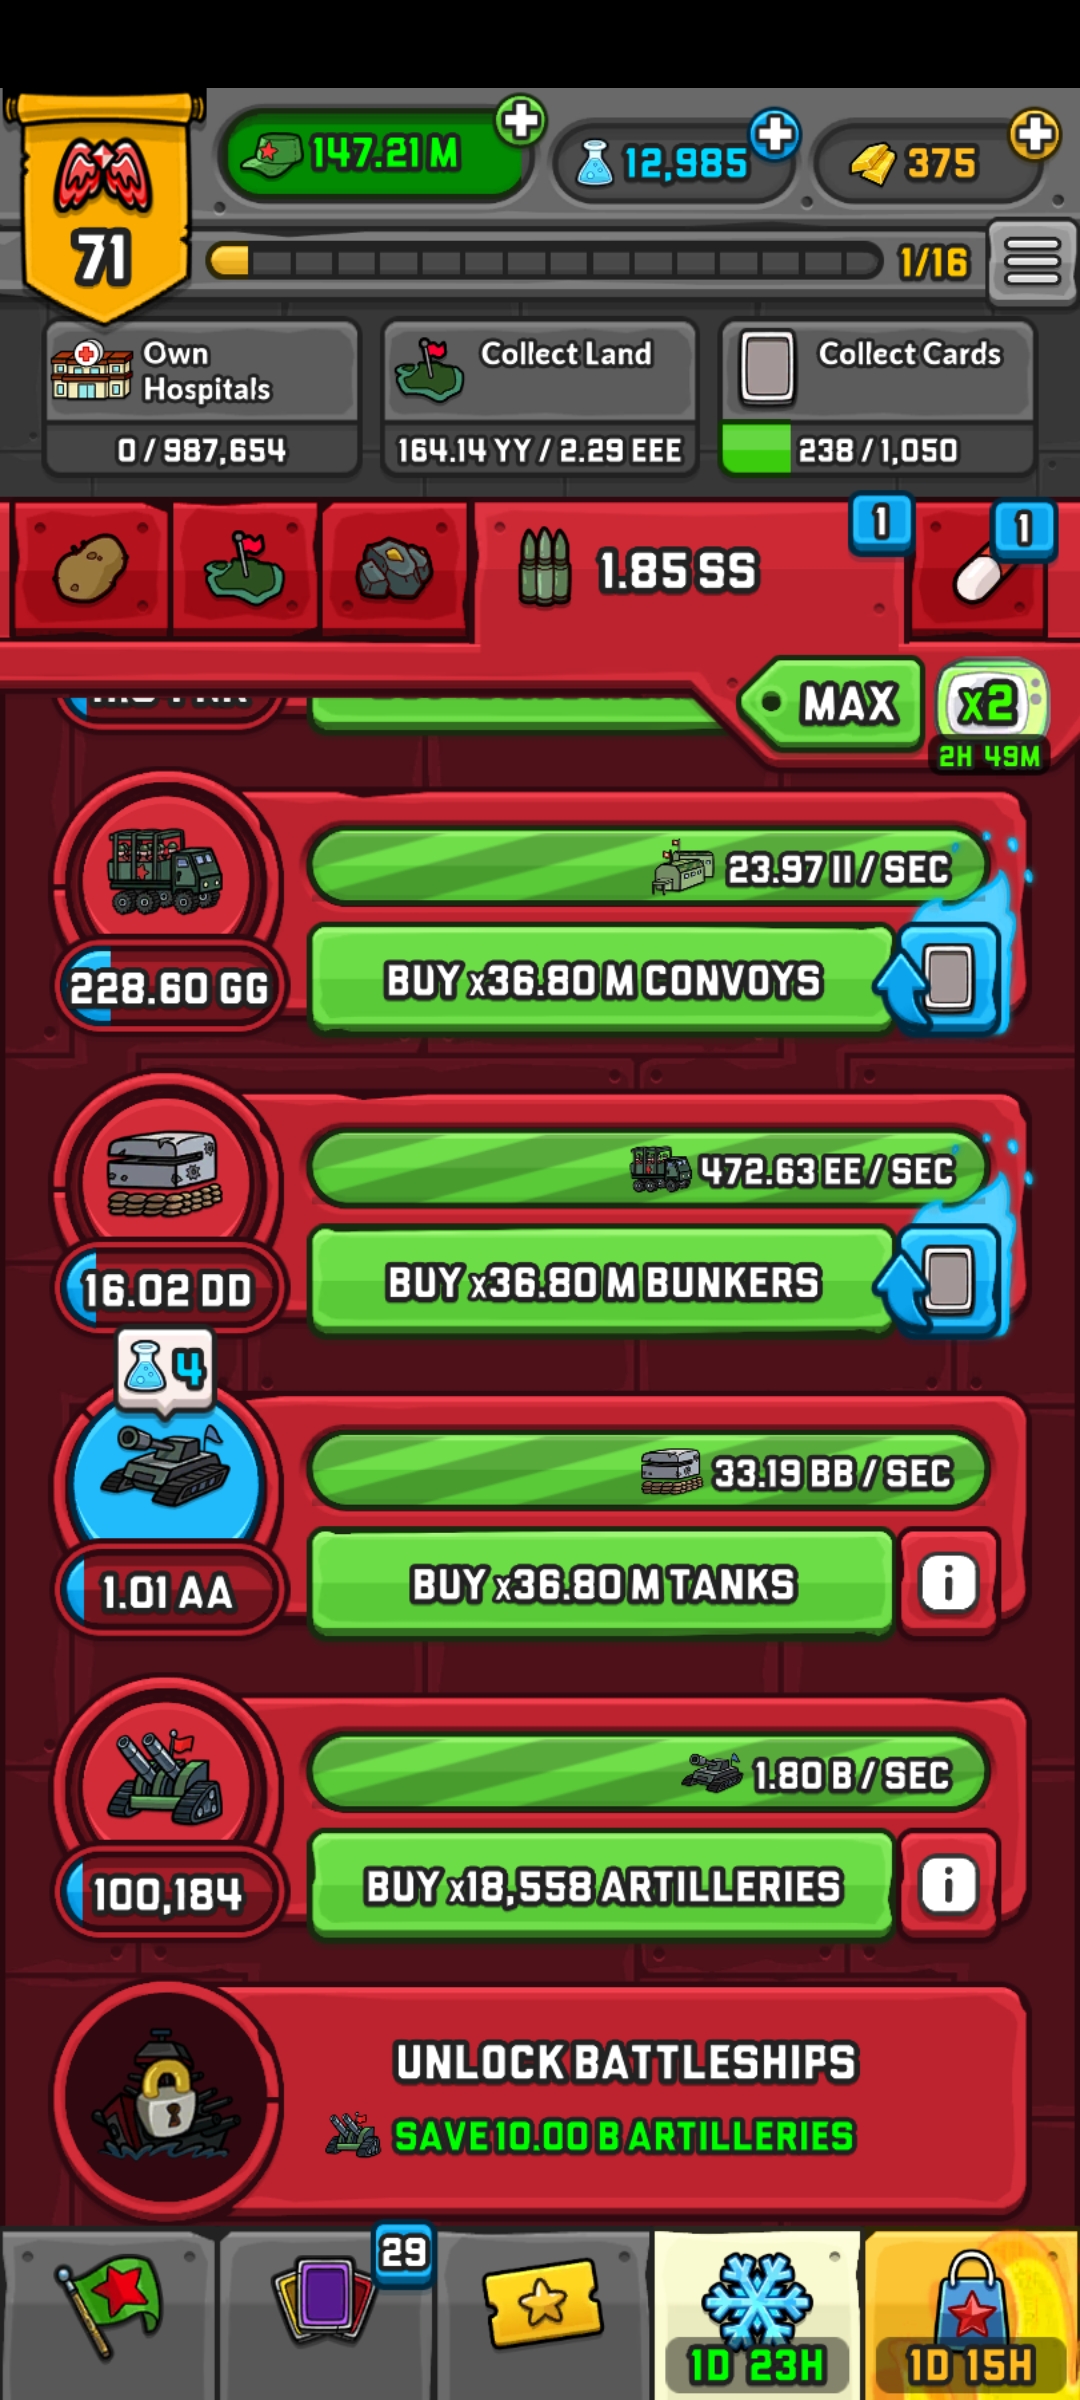 147.21 M
12,985
375
71
1/16
Own
Hospitals
0 / 987,654
Collect Land
164.14 YY / 2.29 EEE
Collect Cards
238 / 1,050
1.85 SS
1
1
MAX
x2
2H 49M
23.97 II / SEC
228.60 GG
BUY x36.80 M CONVOYS
472.63 EE / SEC
16.02 DD
BUY x36.80 M BUNKERS
4
33.19 BB / SEC
1.01 AA
BUY x36.80 M TANKS
i
1.80 B / SEC
100,184
BUY x18,558 ARTILLERIES
i
UNLOCK BATTLESHIPS
SAVE 10.00 B ARTILLERIES
29
1D 23H
1D 15H